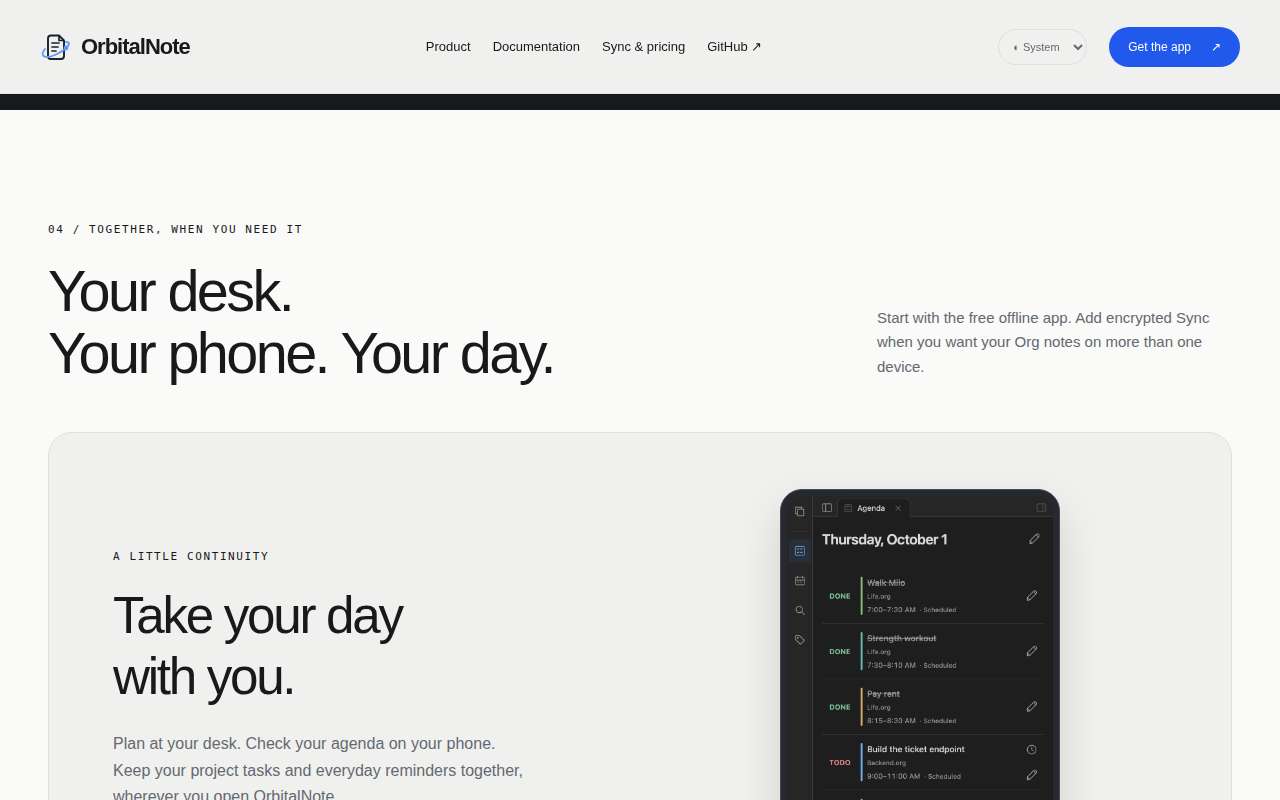 OrbitalNote
Product
Documentation
Sync & pricing
GitHub ↗
System
Get the app ↗
04 / TOGETHER, WHEN YOU NEED IT
Your desk.
Your phone. Your day.
Start with the free offline app. Add encrypted Sync
when you want your Org notes on more than one
device.
A LITTLE CONTINUITY
Take your day
with you.
Plan at your desk. Check your agenda on your phone.
Keep your project tasks and everyday reminders together,
wherever you open OrbitalNote
Agenda
Thursday, October 1
DONE
Walk Milo
Life.org
7:00–7:30 AM · Scheduled
DONE
Strength workout
Life.org
7:30–8:10 AM · Scheduled
DONE
Pay rent
Life.org
8:15–8:30 AM · Scheduled
TODO
Build the ticket endpoint
Backend.org
9:00–11:00 AM · Scheduled